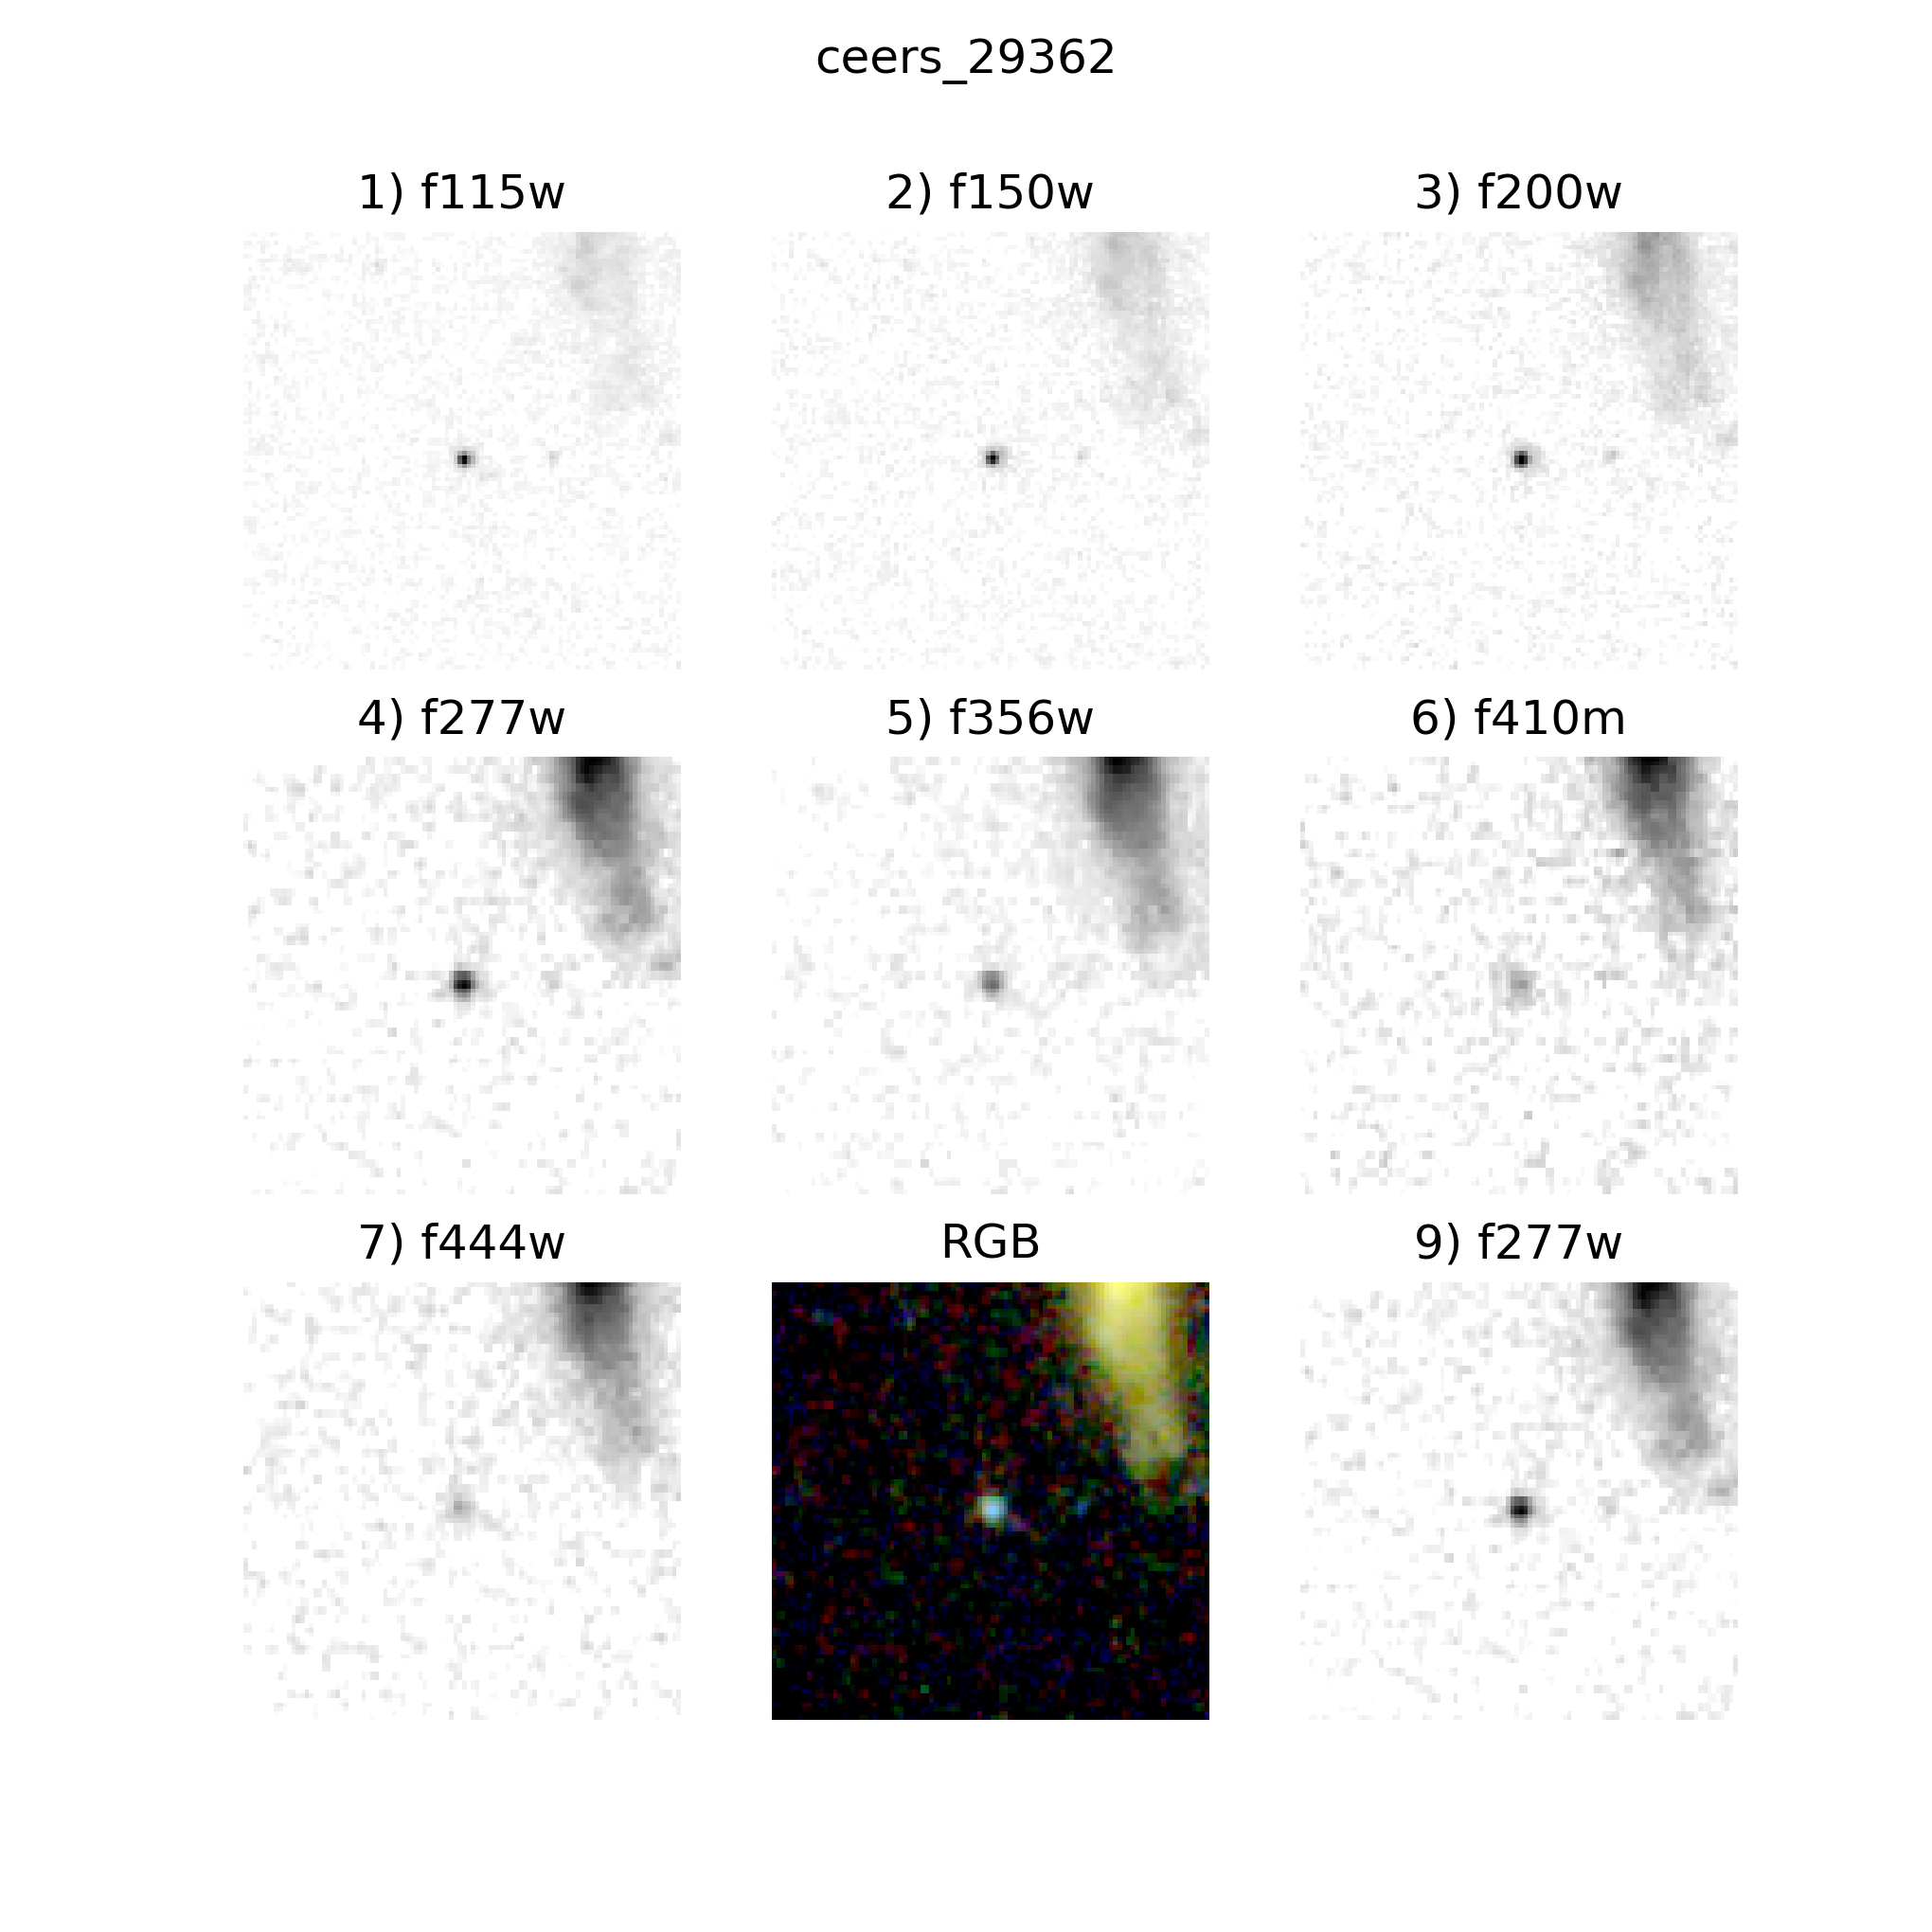 ceers_29362
1) f115w
2) f150w
3) f200w
4) f277w
5) f356w
6) f410m
7) f444w
RGB
9) f277w